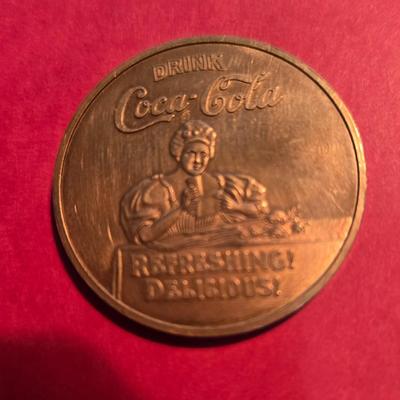 DRINK
Coca-Cola
REFRESHING!
DELICIOUS!